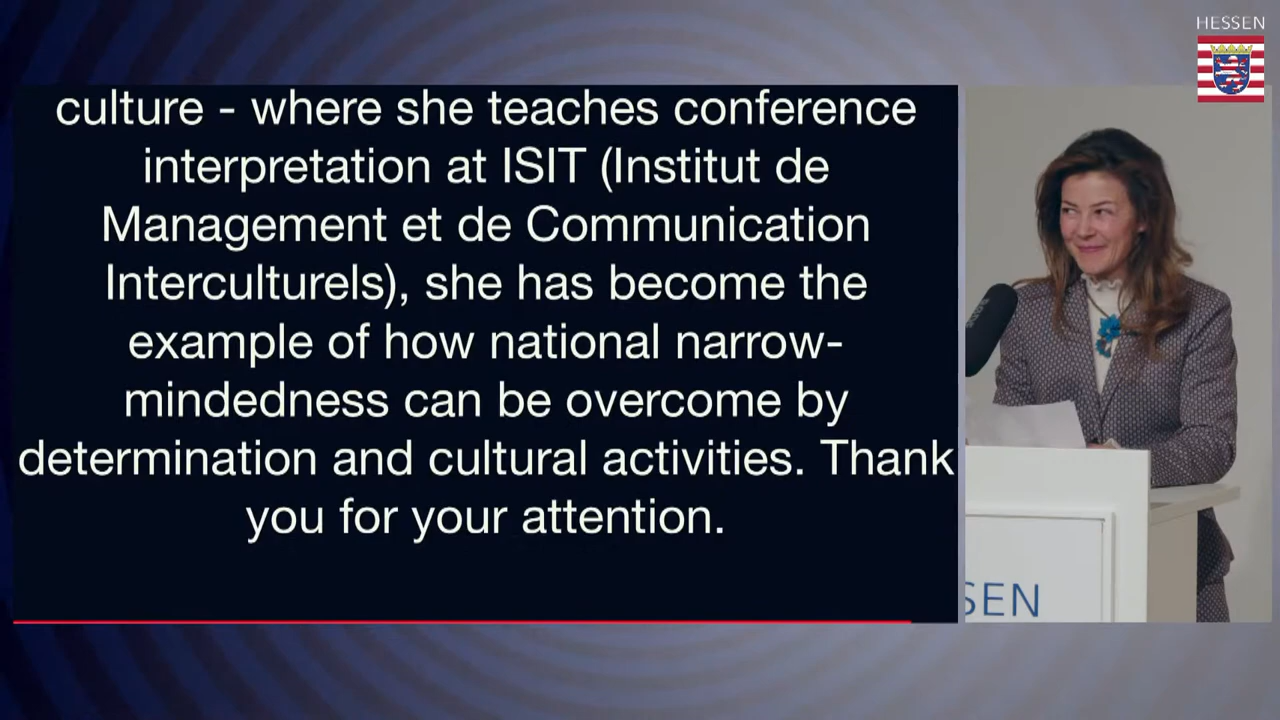 HESSEN
culture - where she teaches conference
interpretation at ISIT (Institut de
Management et de Communication
Interculturels), she has become the
example of how national narrow-
mindedness can be overcome by
determination and cultural activities. Thank
you for your attention.
SEN